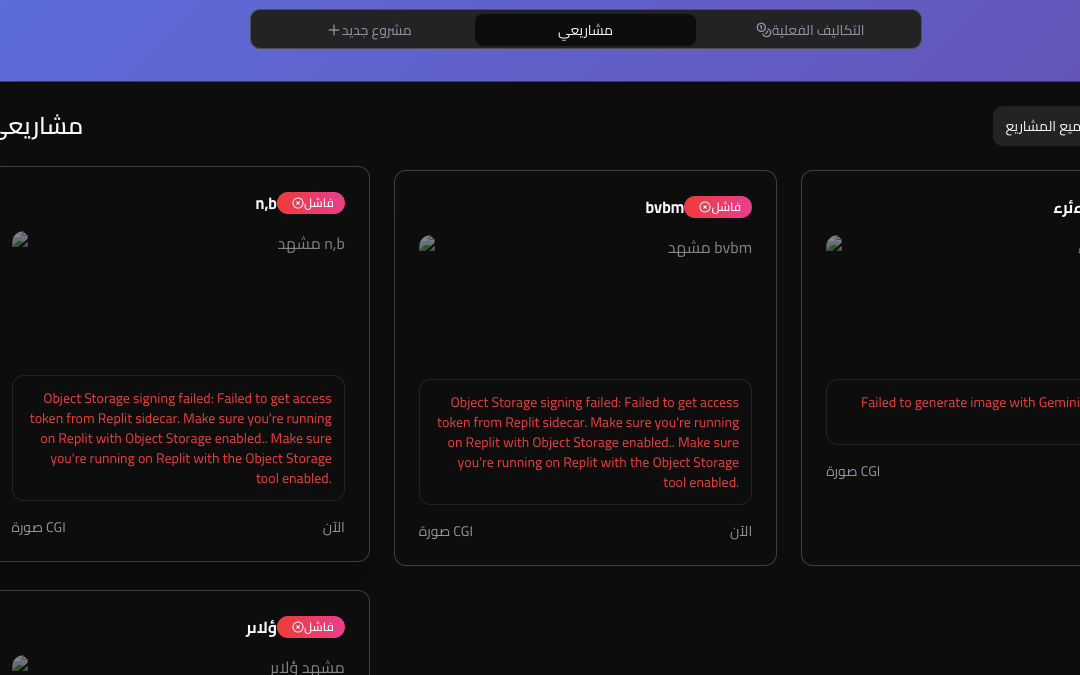 مشروع جديد
مشاريعي
التكاليف الفعلية
مشاريعي
ميع المشاريع
n,b
فاشل
n,b مشهد
Object Storage signing failed: Failed to get access
token from Replit sidecar. Make sure you're running
on Replit with Object Storage enabled.. Make sure
you're running on Replit with the Object Storage
tool enabled.
CGI صورة
الآن
bvbm
فاشل
bvbm مشهد
Object Storage signing failed: Failed to get access
token from Replit sidecar. Make sure you're running
on Replit with Object Storage enabled.. Make sure
you're running on Replit with the Object Storage
tool enabled.
CGI صورة
الآن
Failed to generate image with Gemini
CGI صورة
ؤلابر
فاشل
مشهد ؤلابر